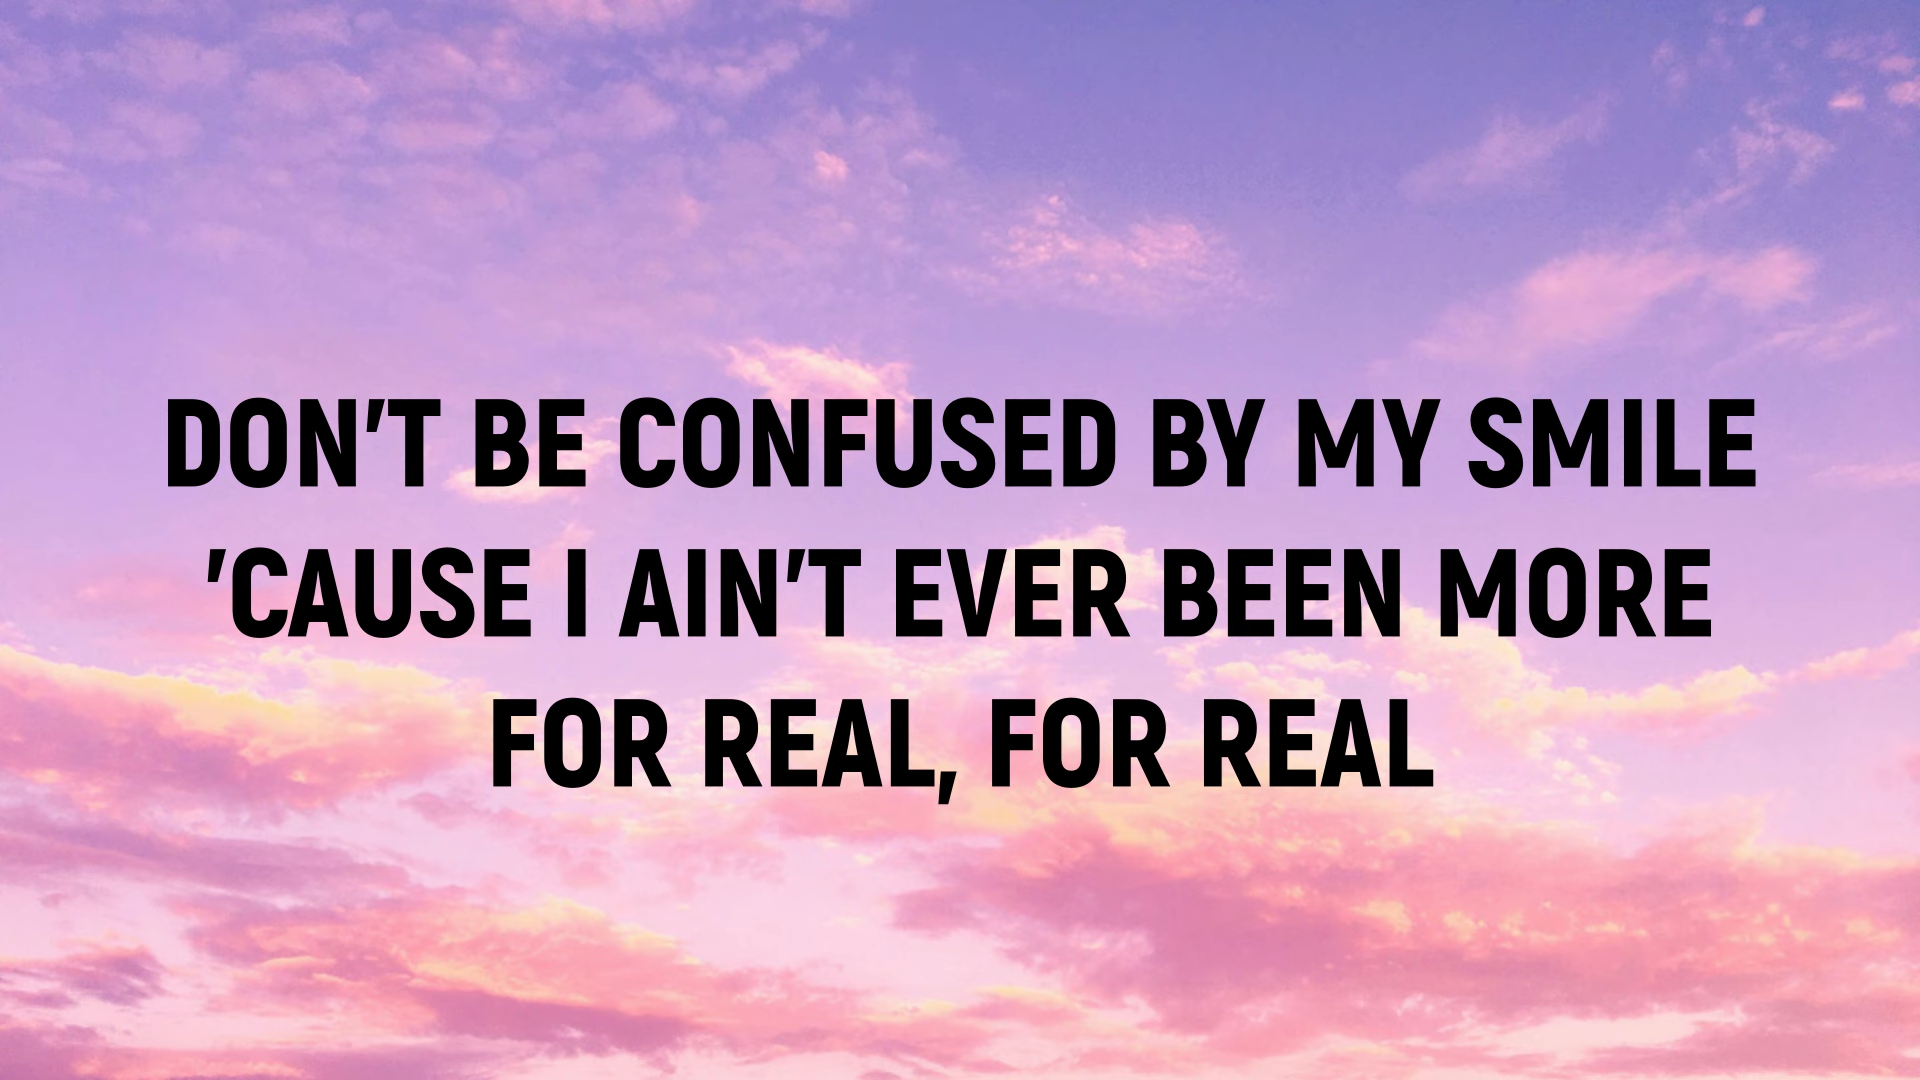 DON'T BE CONFUSED BY MY SMILE
'CAUSE I AIN'T EVER BEEN MORE
FOR REAL, FOR REAL